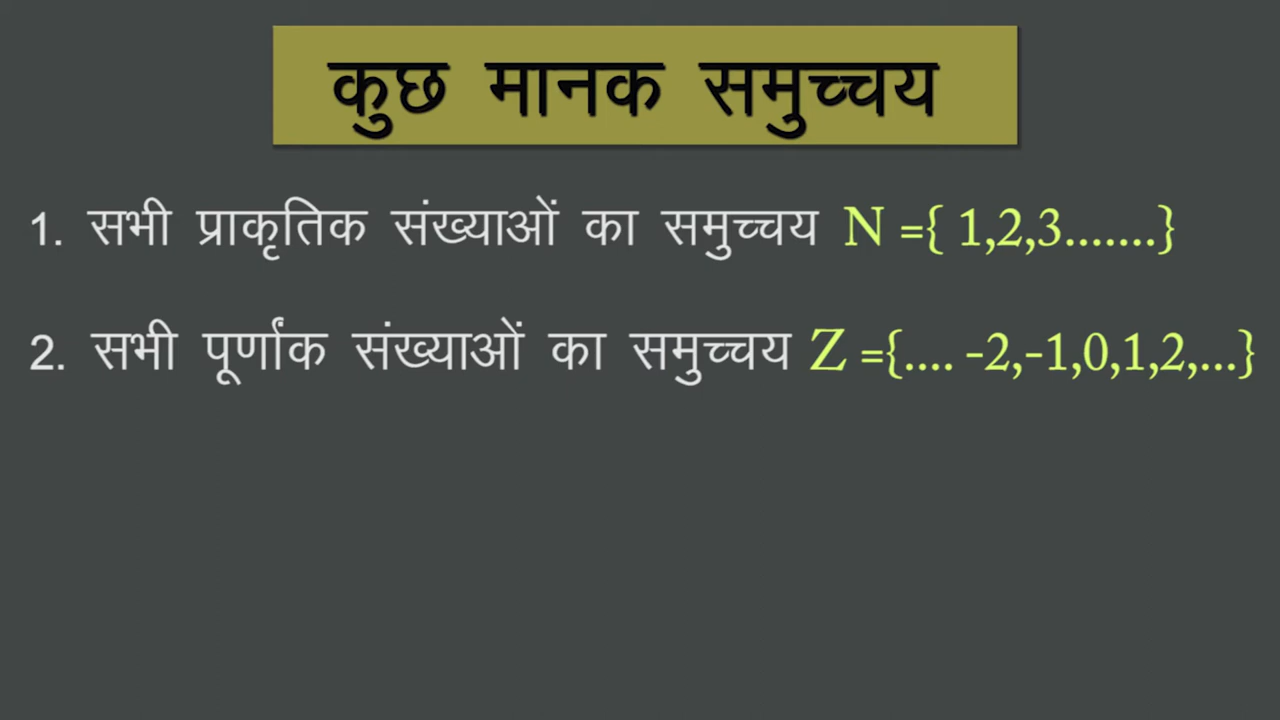 कुछ मानक समुच्चय
1. सभी प्राकृतिक संख्याओं का समुच्चय N ={ 1,2,3.......}
2. सभी पूर्णांक संख्याओं का समुच्चय Z ={.... -2,-1,0,1,2,...}